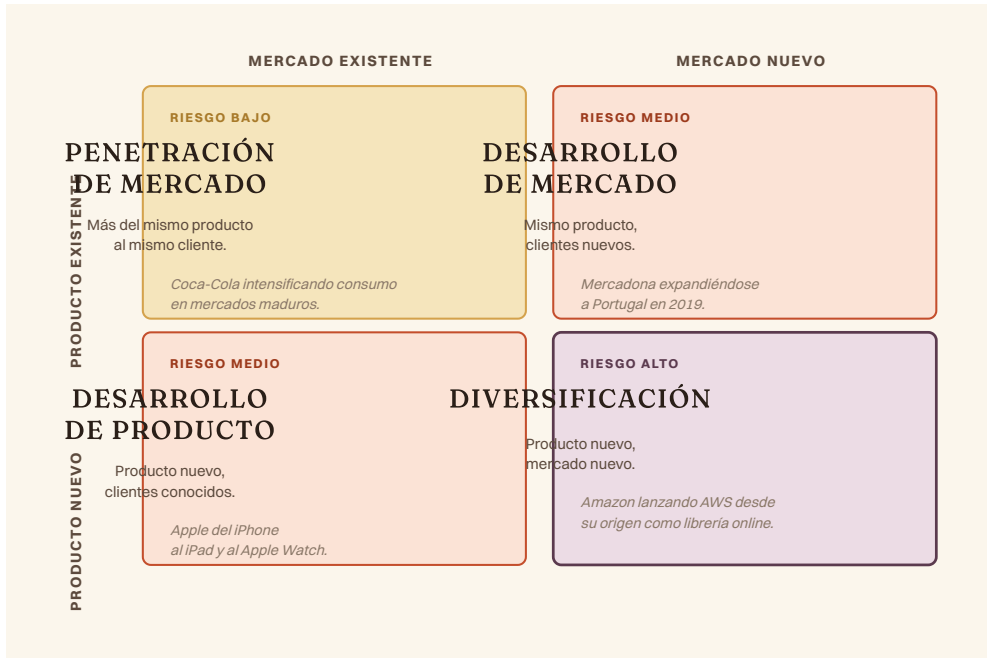 MERCADO EXISTENTE
MERCADO NUEVO
PRODUCTO EXISTENTE
RIESGO BAJO
PENETRACIÓN
DE MERCADO
Más del mismo producto
al mismo cliente.
Coca-Cola intensificando consumo
en mercados maduros.
RIESGO MEDIO
DESARROLLO
DE MERCADO
Mismo producto,
clientes nuevos.
Mercadona expandiéndose
a Portugal en 2019.
PRODUCTO NUEVO
RIESGO MEDIO
DESARROLLO
DE PRODUCTO
Producto nuevo,
clientes conocidos.
Apple del iPhone
al iPad y al Apple Watch.
RIESGO ALTO
DIVERSIFICACIÓN
Producto nuevo,
mercado nuevo.
Amazon lanzando AWS desde
su origen como librería online.